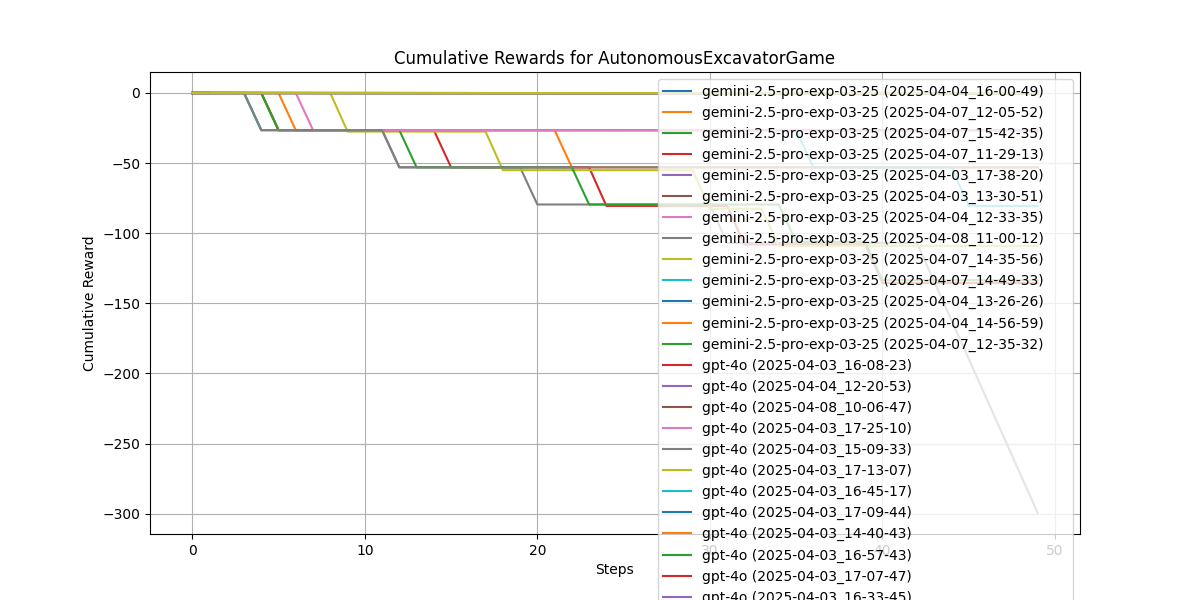 Cumulative Rewards for AutonomousExcavatorGame
Cumulative Reward
0
−50
−100
−150
−200
−250
−300
0
10
20
30
40
50
Steps
gemini-2.5-pro-exp-03-25 (2025-04-04_16-00-49)
gemini-2.5-pro-exp-03-25 (2025-04-07_12-05-52)
gemini-2.5-pro-exp-03-25 (2025-04-07_15-42-35)
gemini-2.5-pro-exp-03-25 (2025-04-07_11-29-13)
gemini-2.5-pro-exp-03-25 (2025-04-03_17-38-20)
gemini-2.5-pro-exp-03-25 (2025-04-03_13-30-51)
gemini-2.5-pro-exp-03-25 (2025-04-04_12-33-35)
gemini-2.5-pro-exp-03-25 (2025-04-08_11-00-12)
gemini-2.5-pro-exp-03-25 (2025-04-07_14-35-56)
gemini-2.5-pro-exp-03-25 (2025-04-07_14-49-33)
gemini-2.5-pro-exp-03-25 (2025-04-04_13-26-26)
gemini-2.5-pro-exp-03-25 (2025-04-04_14-56-59)
gemini-2.5-pro-exp-03-25 (2025-04-07_12-35-32)
gpt-4o (2025-04-03_16-08-23)
gpt-4o (2025-04-04_12-20-53)
gpt-4o (2025-04-08_10-06-47)
gpt-4o (2025-04-03_17-25-10)
gpt-4o (2025-04-03_15-09-33)
gpt-4o (2025-04-03_17-13-07)
gpt-4o (2025-04-03_16-45-17)
gpt-4o (2025-04-03_17-09-44)
gpt-4o (2025-04-03_14-40-43)
gpt-4o (2025-04-03_16-57-43)
gpt-4o (2025-04-03_17-07-47)
gpt-4o (2025-04-03_16-33-45)